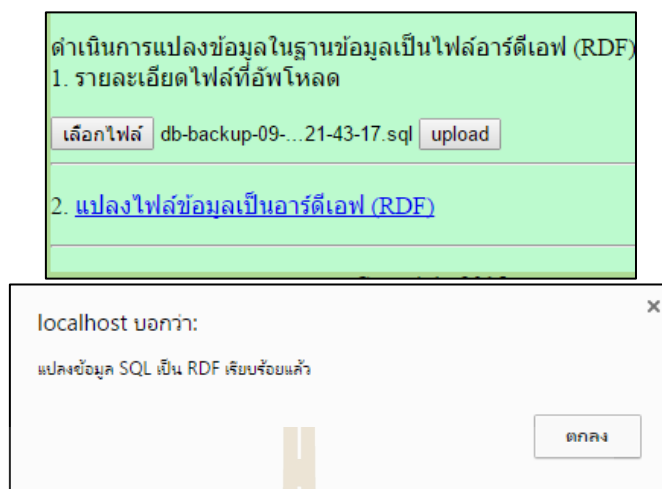 ดำเนินการแปลงข้อมูลในฐานข้อมูลเป็นไฟล์อาร์ดีเอฟ (RDF)
1. รายละเอียดไฟล์ที่อัพโหลด
เลือกไฟล์ db-backup-09-...21-43-17.sql upload
2. แปลงไฟล์ข้อมูลเป็นอาร์ดีเอฟ (RDF)
localhost บอกว่า:
×
แปลงข้อมูล SQL เป็น RDF เรียบร้อยแล้ว
ตกลง